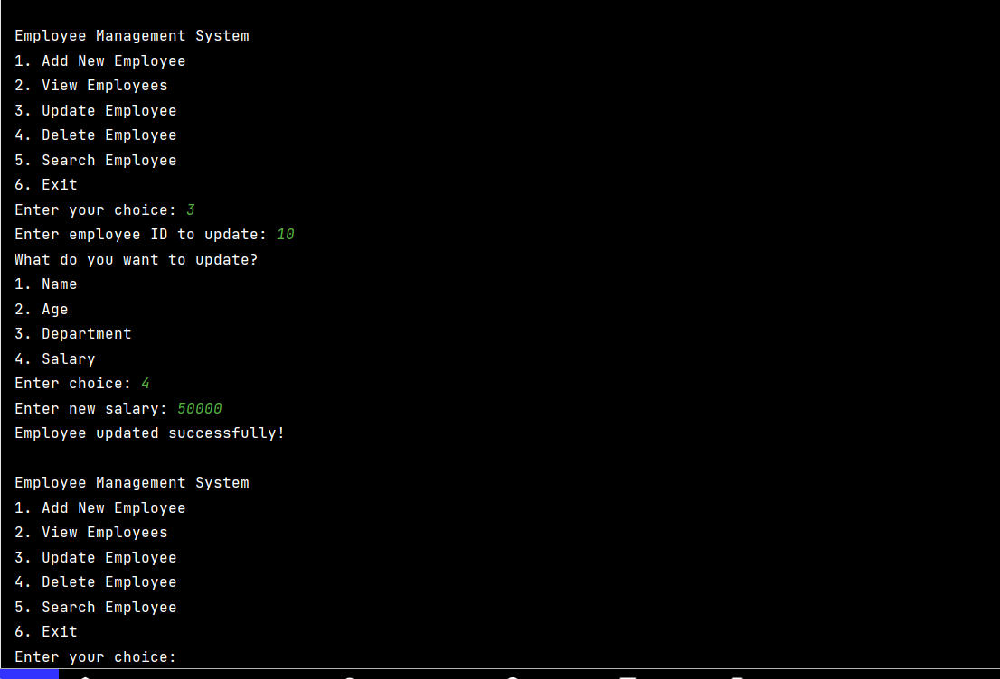 Employee Management System
1. Add New Employee
2. View Employees
3. Update Employee
4. Delete Employee
5. Search Employee
6. Exit
Enter your choice: 3
Enter employee ID to update: 10
What do you want to update?
1. Name
2. Age
3. Department
4. Salary
Enter choice: 4
Enter new salary: 50000
Employee updated successfully!
Employee Management System
1. Add New Employee
2. View Employees
3. Update Employee
4. Delete Employee
5. Search Employee
6. Exit
Enter your choice: